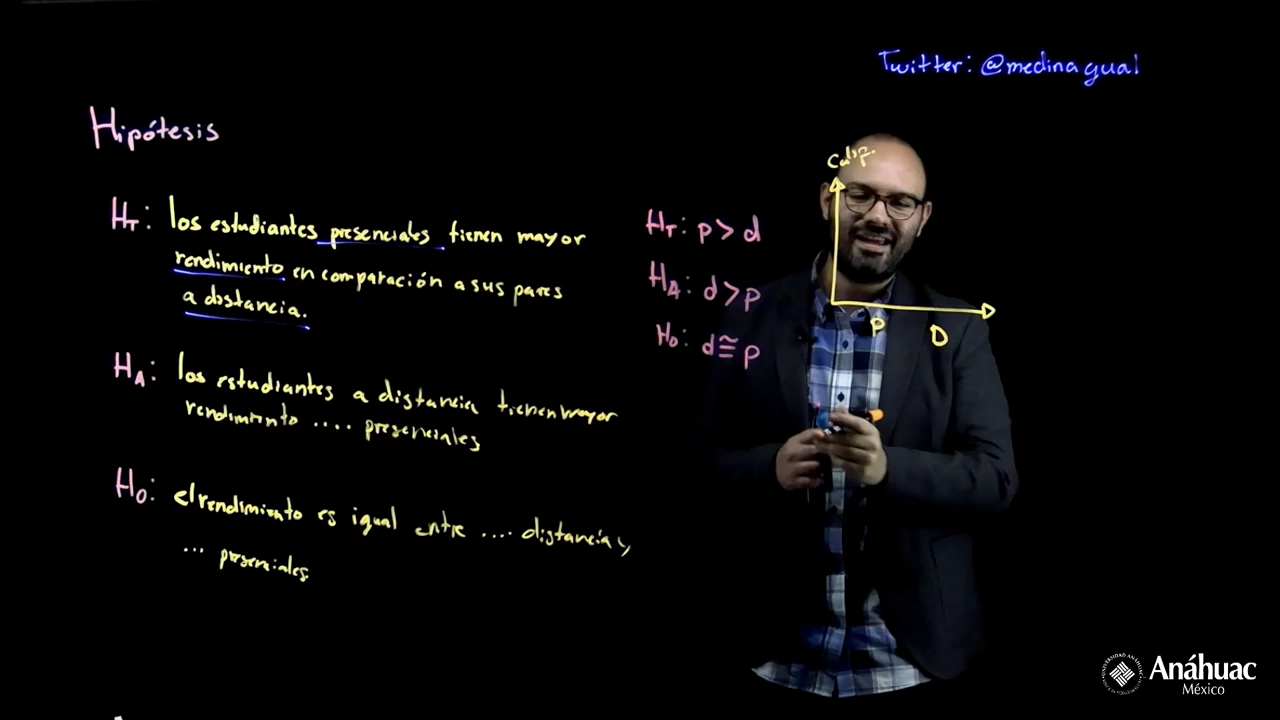 Twitter: @medinagual
Hipótesis
HT: los estudiantes presenciales tienen mayor
rendimiento en comparación a sus pares
a distancia.
HA: los estudiantes a distancia tienen mayor
rendimiento .... presenciales
H0: el rendimiento es igual entre .... distancia y
... presenciales.
HT: p > d
HA: d > p
H0: d ≅ p
Calif.
P
D
Anáhuac
México